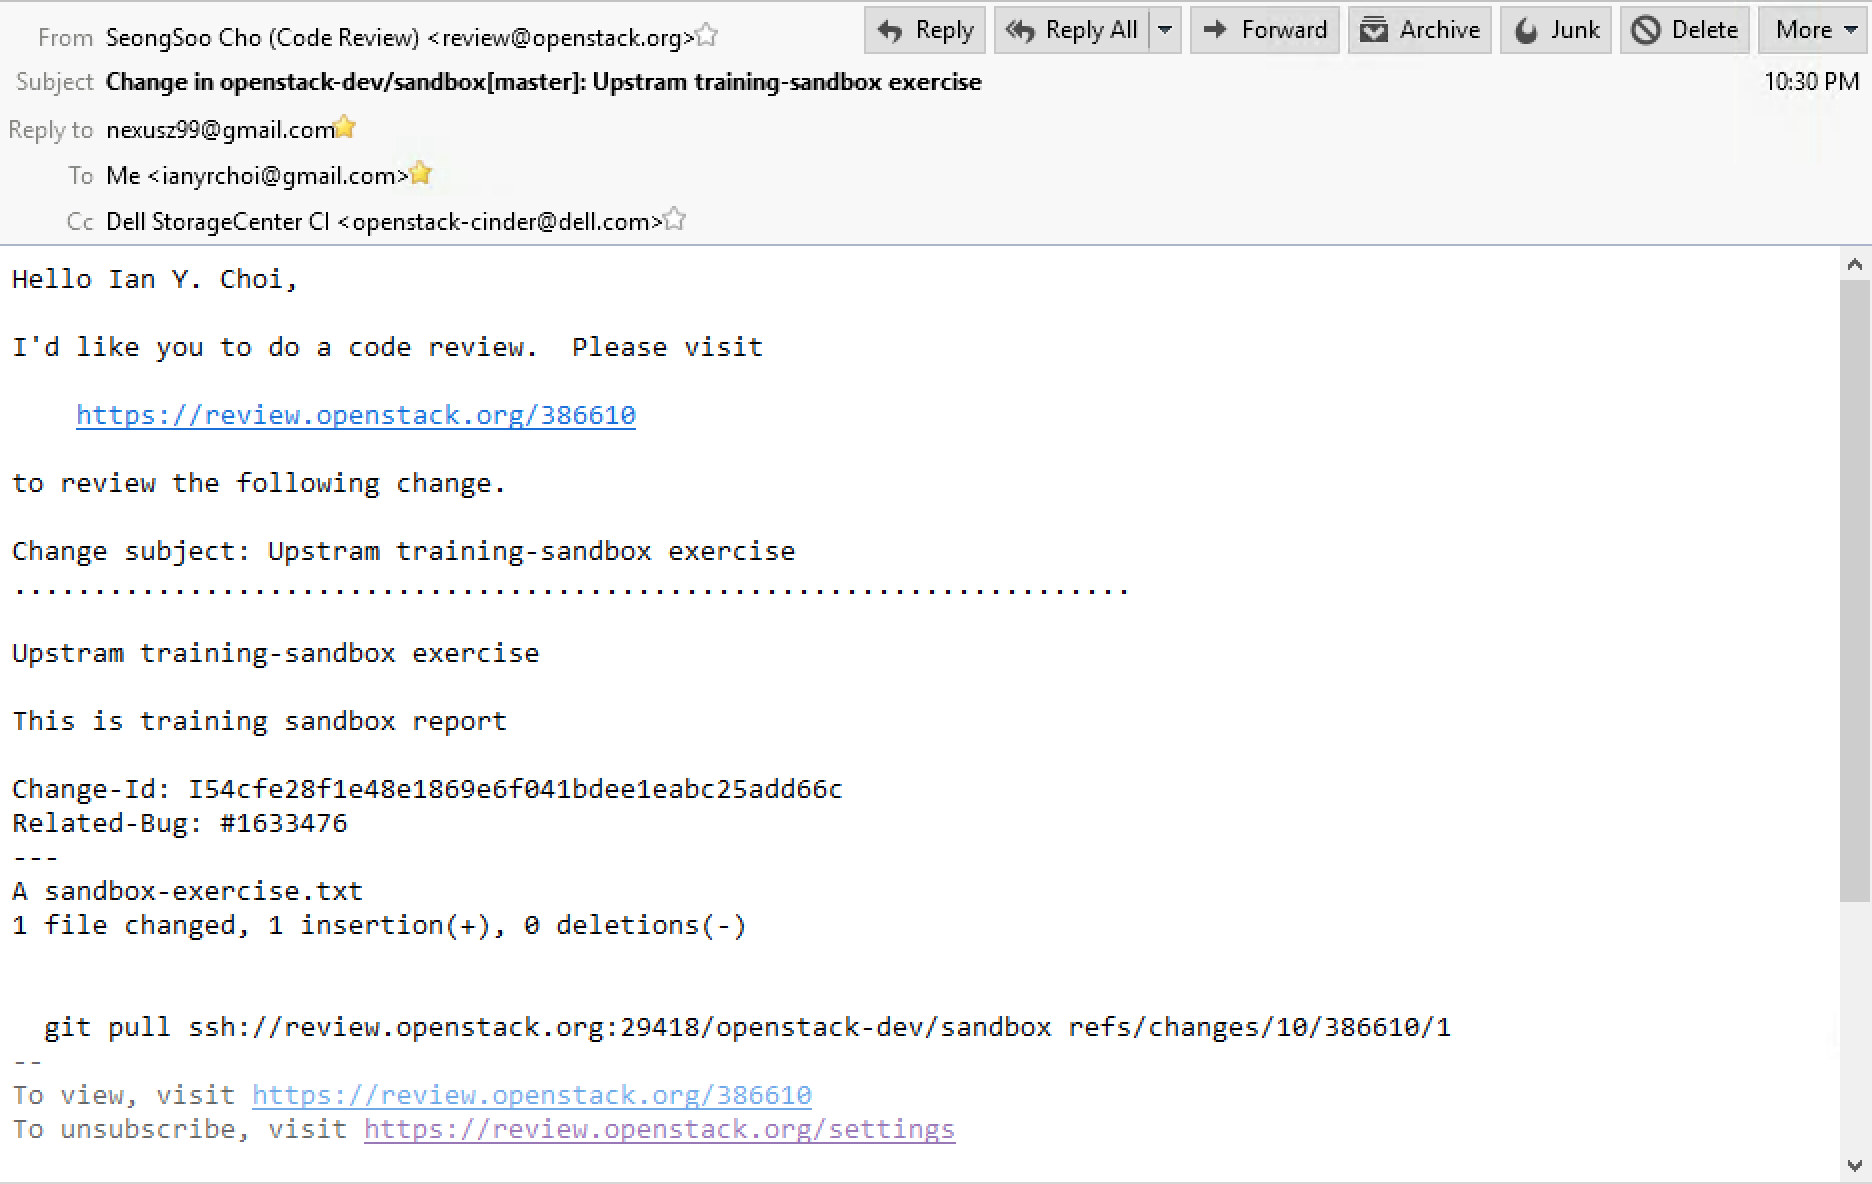 From SeongSoo Cho (Code Review) <review@openstack.org> Reply Reply All Forward Archive Junk Delete More
Subject Change in openstack-dev/sandbox[master]: Upstram training-sandbox exercise 10:30 PM
Reply to nexusz99@gmail.com
To Me <ianyrchoi@gmail.com>
Cc Dell StorageCenter CI <openstack-cinder@dell.com>
Hello Ian Y. Choi,
I'd like you to do a code review.  Please visit
https://review.openstack.org/386610
to review the following change.
Change subject: Upstram training-sandbox exercise
......................................................................
Upstram training-sandbox exercise
This is training sandbox report
Change-Id: I54cfe28f1e48e1869e6f041bdee1eabc25add66c
Related-Bug: #1633476
---
A sandbox-exercise.txt
1 file changed, 1 insertion(+), 0 deletions(-)
git pull ssh://review.openstack.org:29418/openstack-dev/sandbox refs/changes/10/386610/1
--
To view, visit https://review.openstack.org/386610
To unsubscribe, visit https://review.openstack.org/settings